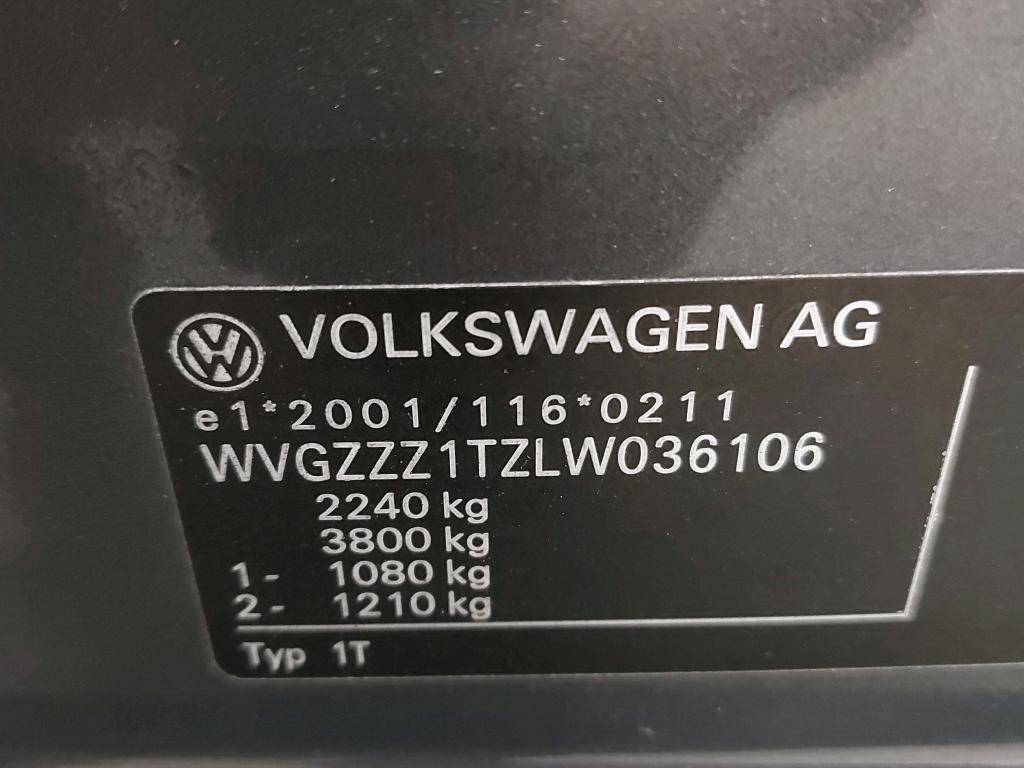 VOLKSWAGEN AG
e1*2001/116*0211
WVGZZZ1TZLW036106
2240 kg
3800 kg
1- 1080 kg
2- 1210 kg
Typ 1T